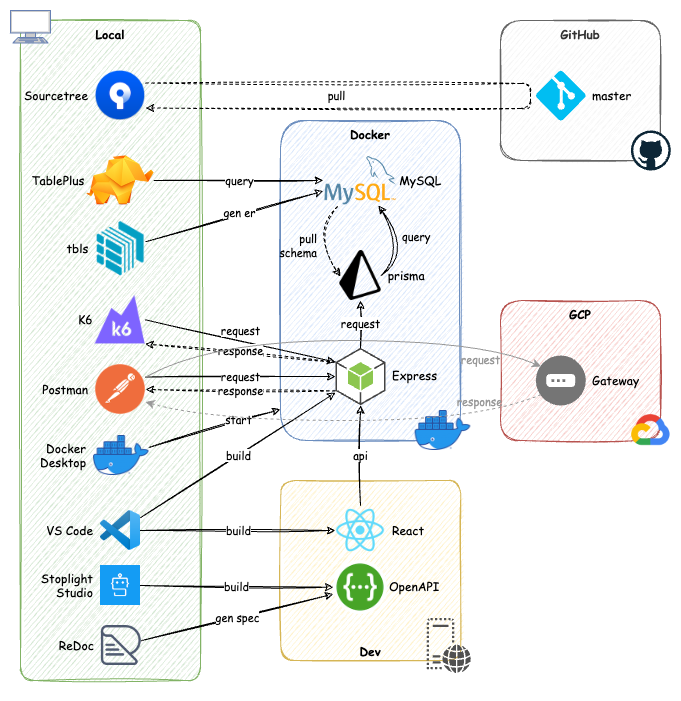 Local
GitHub
Sourcetree
pull
master
Docker
TablePlus
query
MySQL
MySQL
gen er
tbls
pull
schema
query
prisma
GCP
K6
k6
request
request
response
request
Postman
request
response
Express
Gateway
response
start
Docker
Desktop
build
api
VS Code
build
React
Stoplight
Studio
build
OpenAPI
gen spec
ReDoc
Dev